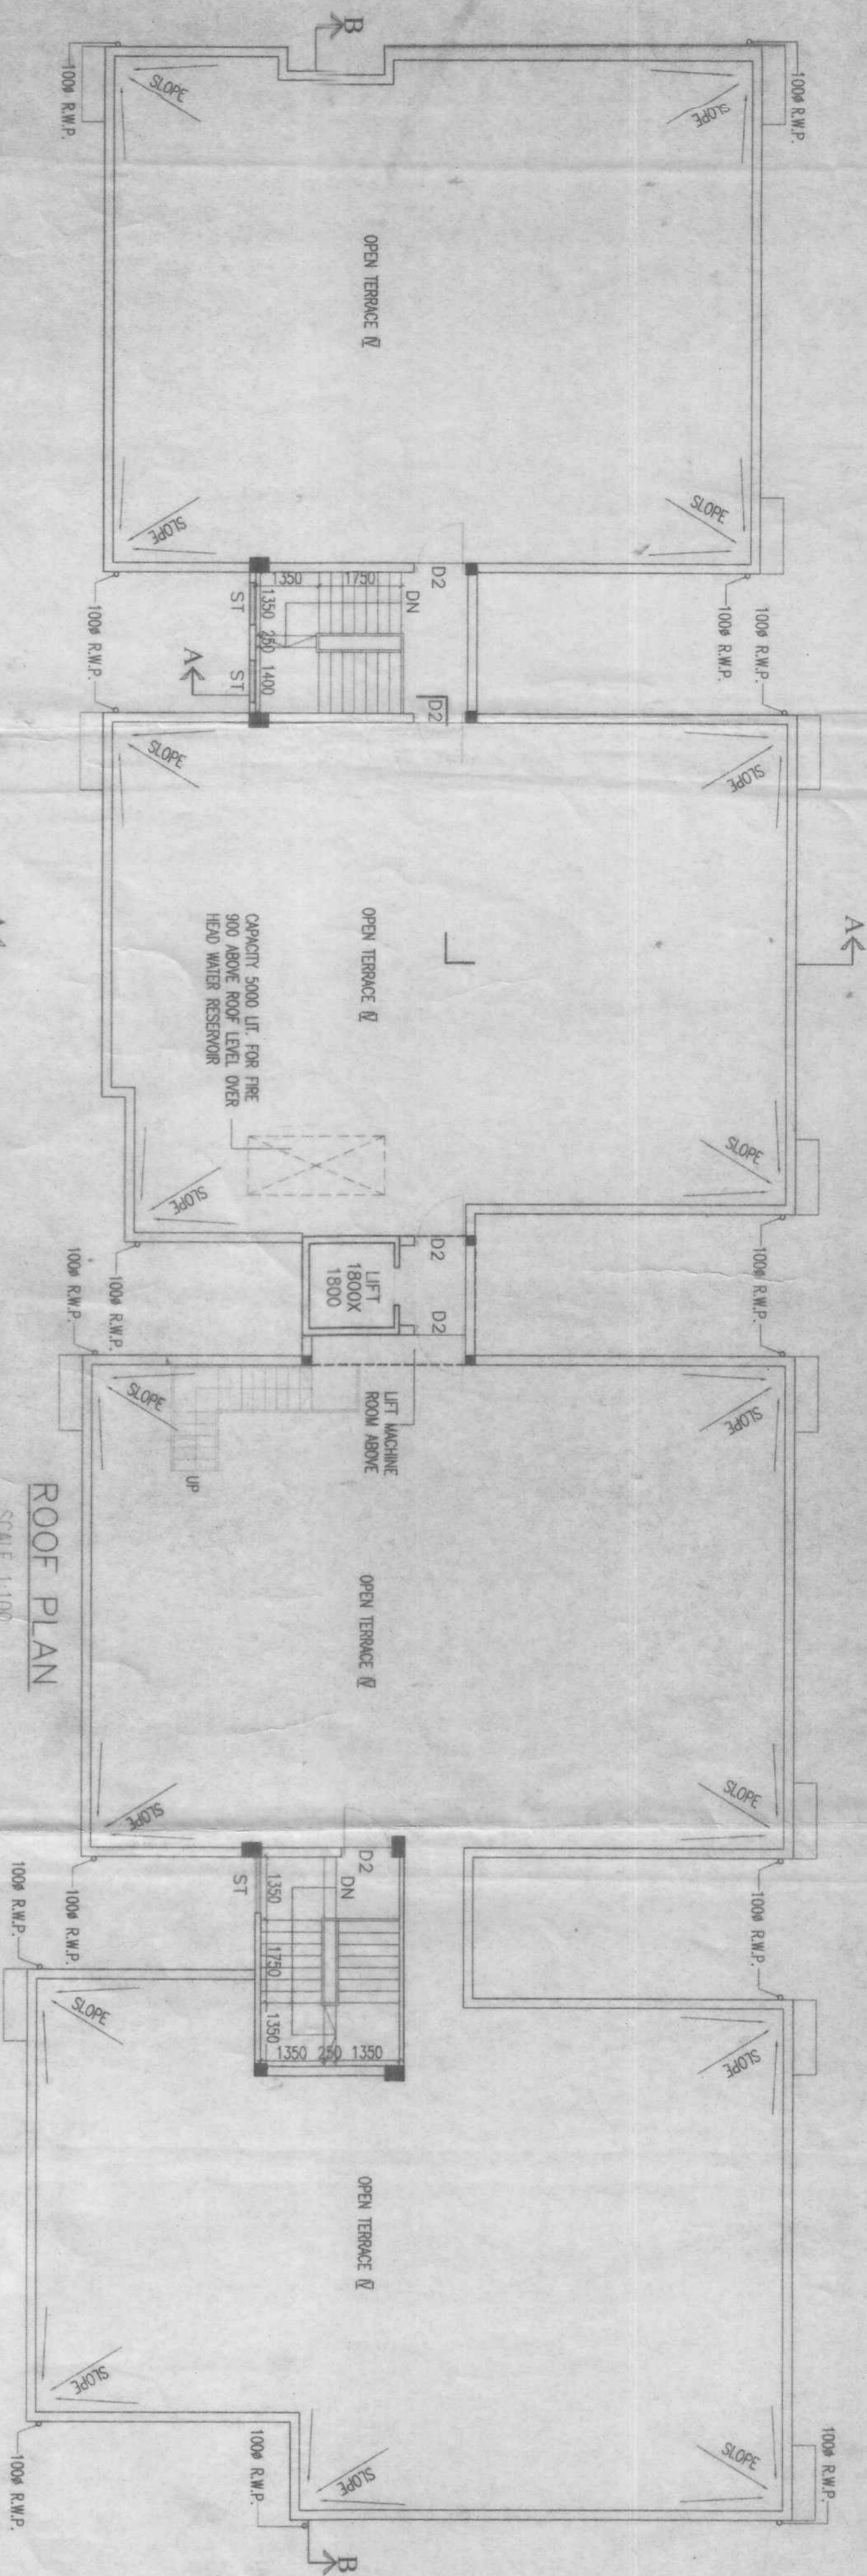 B
100ø R.W.P.
100ø R.W.P.
SLOPE
SLOPE
OPEN TERRACE
SLOPE
SLOPE
100ø R.W.P.
100ø R.W.P.
100ø R.W.P.
D2
DN
1350
1750
1350
250
1400
ST
ST
A
D2
100ø R.W.P.
SLOPE
SLOPE
A
OPEN TERRACE
CAPACITY 5000 LIT. FOR FIRE
900 ABOVE ROOF LEVEL OVER
HEAD WATER RESERVOIR
SLOPE
SLOPE
100ø R.W.P.
100ø R.W.P.
100ø R.W.P.
D2
D2
LIFT
1800X
1800
LIFT MACHINE
ROOM ABOVE
SLOPE
SLOPE
UP
OPEN TERRACE
SLOPE
SLOPE
100ø R.W.P.
100ø R.W.P.
100ø R.W.P.
D2
DN
ST
1350
1750
1350
1350
250
1350
SLOPE
SLOPE
OPEN TERRACE
SLOPE
SLOPE
SLOPE
100ø R.W.P.
100ø R.W.P.
100ø R.W.P.
B
ROOF PLAN
SCALE 1:100